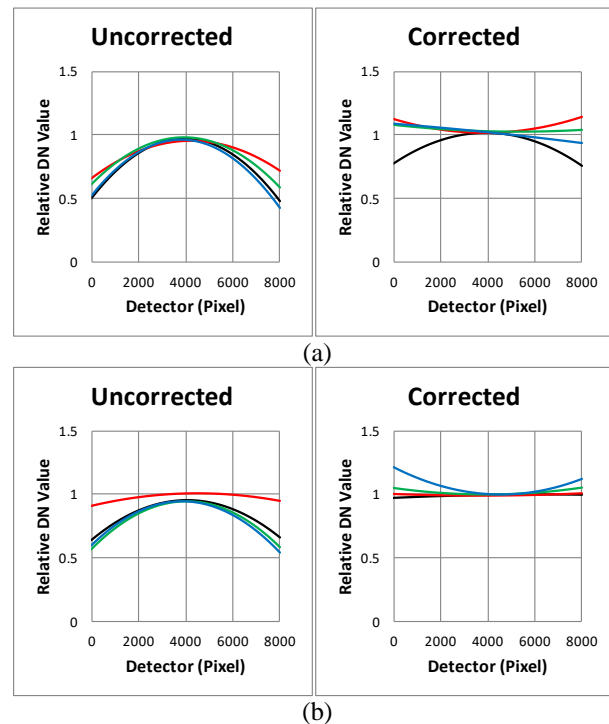 Uncorrected
Relative DN Value
1.5
1
0.5
0
0 2000 4000 6000 8000
Detector (Pixel)
Corrected
Relative DN Value
1.5
1
0.5
0
0 2000 4000 6000 8000
Detector (Pixel)
(a)
Uncorrected
Relative DN Value
1.5
1
0.5
0
0 2000 4000 6000 8000
Detector (Pixel)
Corrected
Relative DN Value
1.5
1
0.5
0
0 2000 4000 6000 8000
Detector (Pixel)
(b)